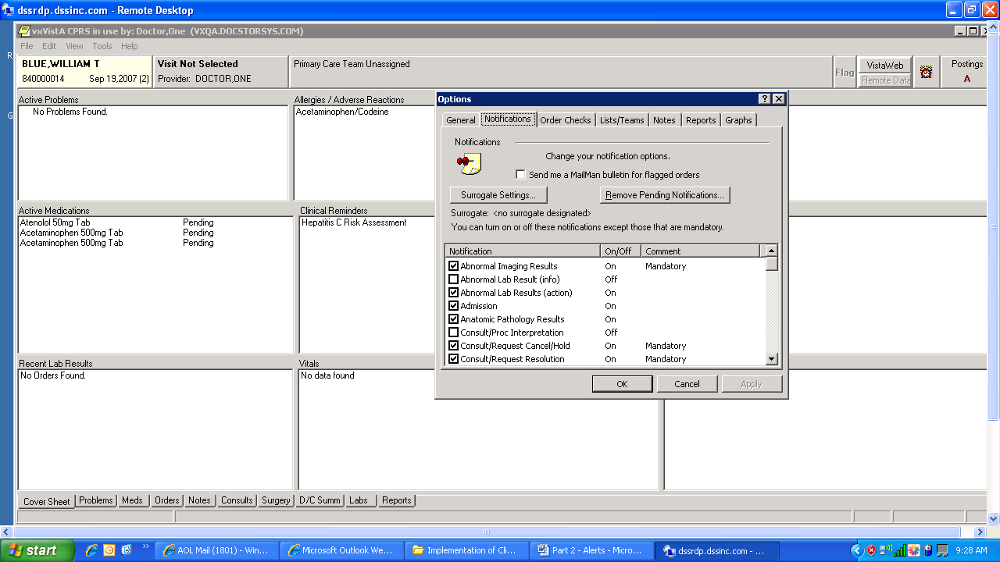 dssrdp.dssinc.com - Remote Desktop
vxVistA CPRS in use by: Doctor,One (VXQA.DOCSTORSYS.COM)
File Edit View Tools Help
R
BLUE,WILLIAM T
840000014 Sep 19,2007 (2)
Visit Not Selected
Provider: DOCTOR,ONE
Primary Care Team Unassigned
Flag
VistaWeb
Remote Data
Postings
A
G
Active Problems
No Problems Found.
Allergies / Adverse Reactions
Acetaminophen/Codeine
Active Medications
Atenolol 50mg Tab Pending
Acetaminophen 500mg Tab Pending
Acetaminophen 500mg Tab Pending
Clinical Reminders
Hepatitis C Risk Assessment
Recent Lab Results
No Orders Found.
Vitals
No data found
Options
General Notifications Order Checks Lists/Teams Notes Reports Graphs
Notifications
Change your notification options.
Send me a MailMan bulletin for flagged orders
Surrogate Settings... Remove Pending Notifications...
Surrogate: <no surrogate designated>
You can turn on or off these notifications except those that are mandatory.
Notification On/Off Comment
Abnormal Imaging Results On Mandatory
Abnormal Lab Result (info) Off
Abnormal Lab Results (action) On
Admission On
Anatomic Pathology Results On
Consult/Proc Interpretation Off
Consult/Request Cancel/Hold On Mandatory
Consult/Request Resolution On Mandatory
OK Cancel Apply
Cover Sheet Problems Meds Orders Notes Consults Surgery D/C Summ Labs Reports
start
AOL Mail (1801) - Win...
Microsoft Outlook We...
Implementation of Cli...
Part 2 - Alerts - Micro...
dssrdp.dssinc.com - ...
9:28 AM